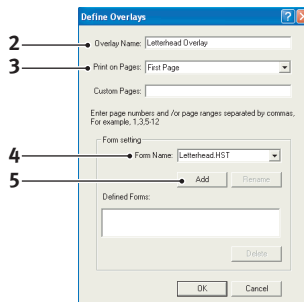 Define Overlays
2 Overlay Name: Letterhead Overlay
3 Print on Pages: First Page
Custom Pages:
Enter page numbers and /or page ranges separated by commas,
For example, 1,3,5-12
Form setting
4 Form Name: Letterhead.HST
5 Add Rename
Defined Forms:
Delete
OK Cancel